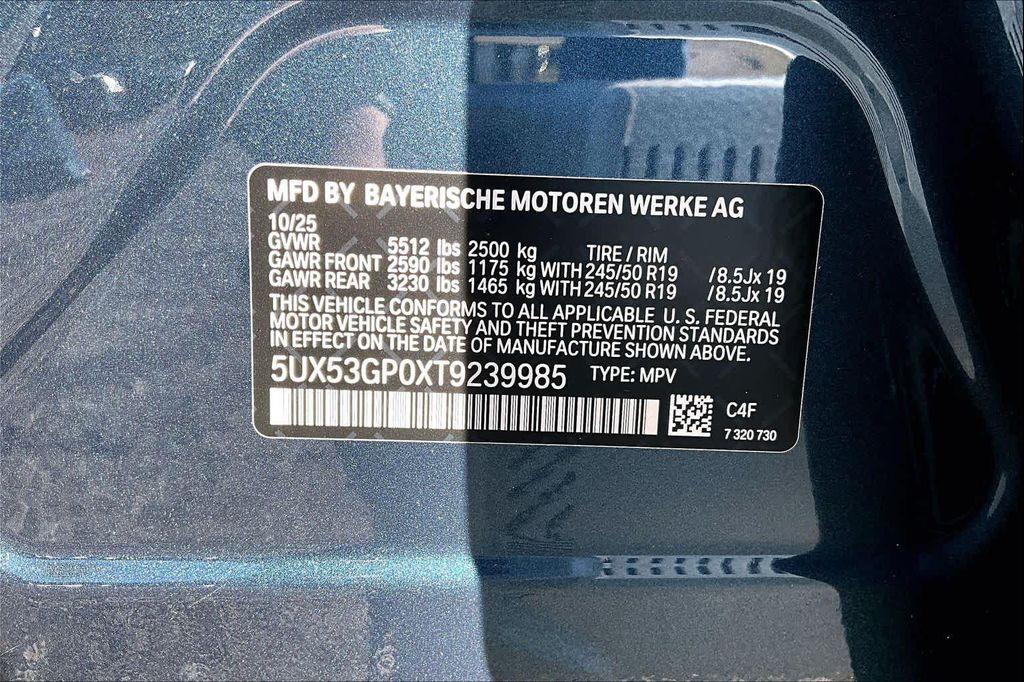 MFD BY BAYERISCHE MOTOREN WERKE AG
10/25
GVWR 5512 lbs 2500 kg TIRE / RIM
GAWR FRONT 2590 lbs 1175 kg WITH 245/50 R19 /8.5Jx 19
GAWR REAR 3230 lbs 1465 kg WITH 245/50 R19 /8.5Jx 19
THIS VEHICLE CONFORMS TO ALL APPLICABLE U. S. FEDERAL
MOTOR VEHICLE SAFETY AND THEFT PREVENTION STANDARDS
IN EFFECT ON THE DATE OF MANUFACTURE SHOWN ABOVE.
5UX53GP0XT9239985 TYPE: MPV
C4F
7 320 730